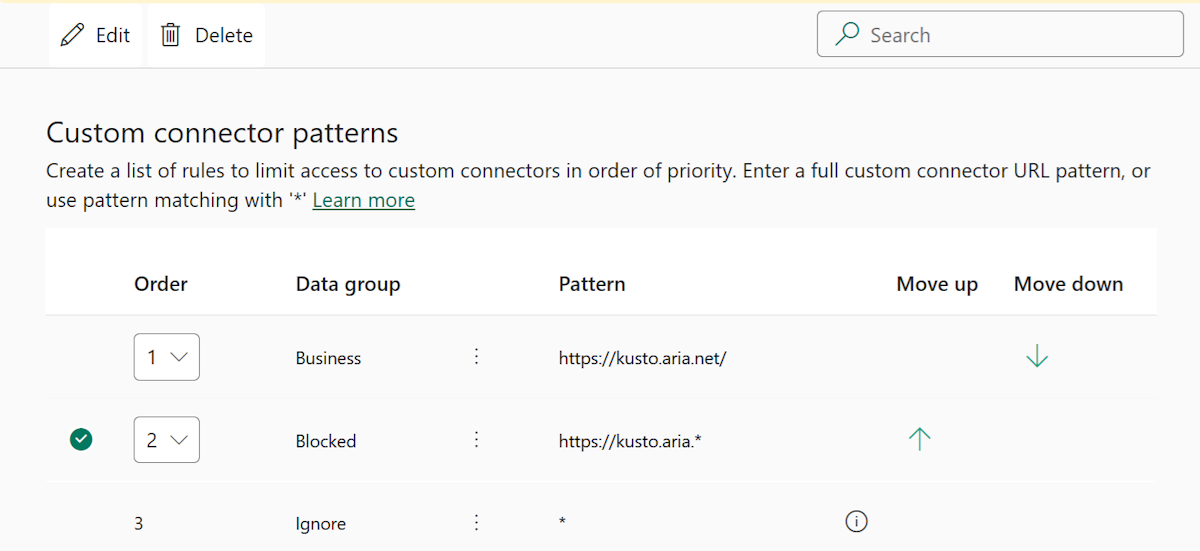 Edit Delete Search
Custom connector patterns
Create a list of rules to limit access to custom connectors in order of priority. Enter a full custom connector URL pattern, or
use pattern matching with '*' Learn more
Order Data group Pattern Move up Move down
1 Business https://kusto.aria.net/
2 Blocked https://kusto.aria.*
3 Ignore *